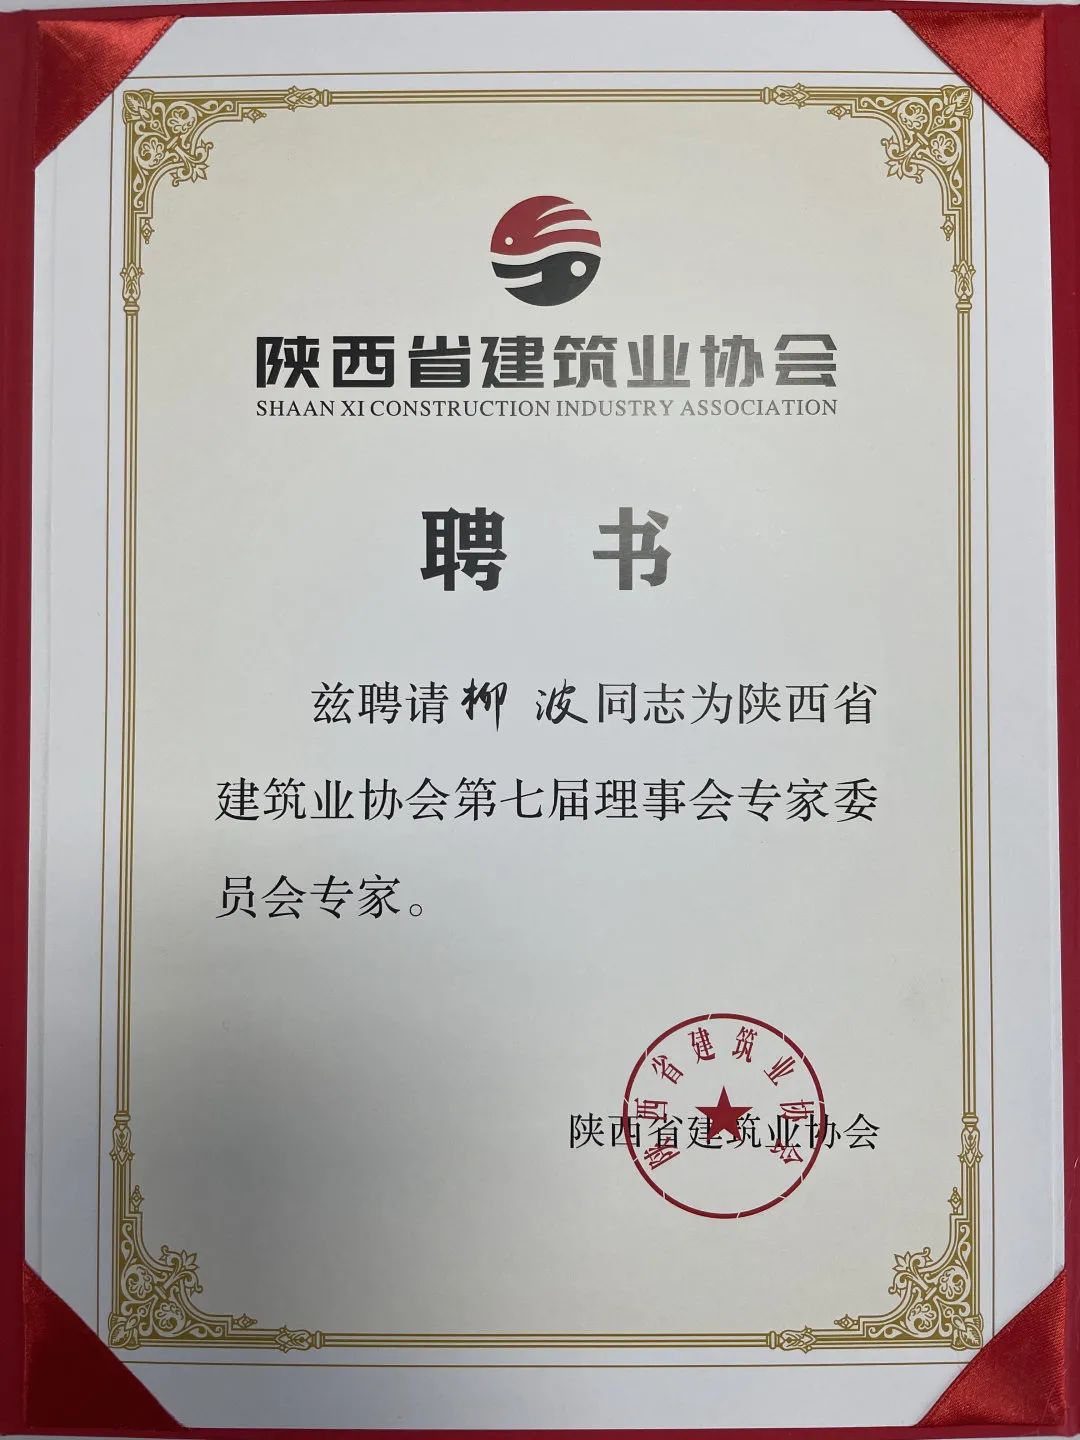 陕西省建筑业协会
SHAAN XI CONSTRUCTION INDUSTRY ASSOCIATION
聘 书
兹聘请柳波同志为陕西省
建筑业协会第七届理事会专家委
员会专家。
陕西省建筑业协会
陕西省建筑业协会